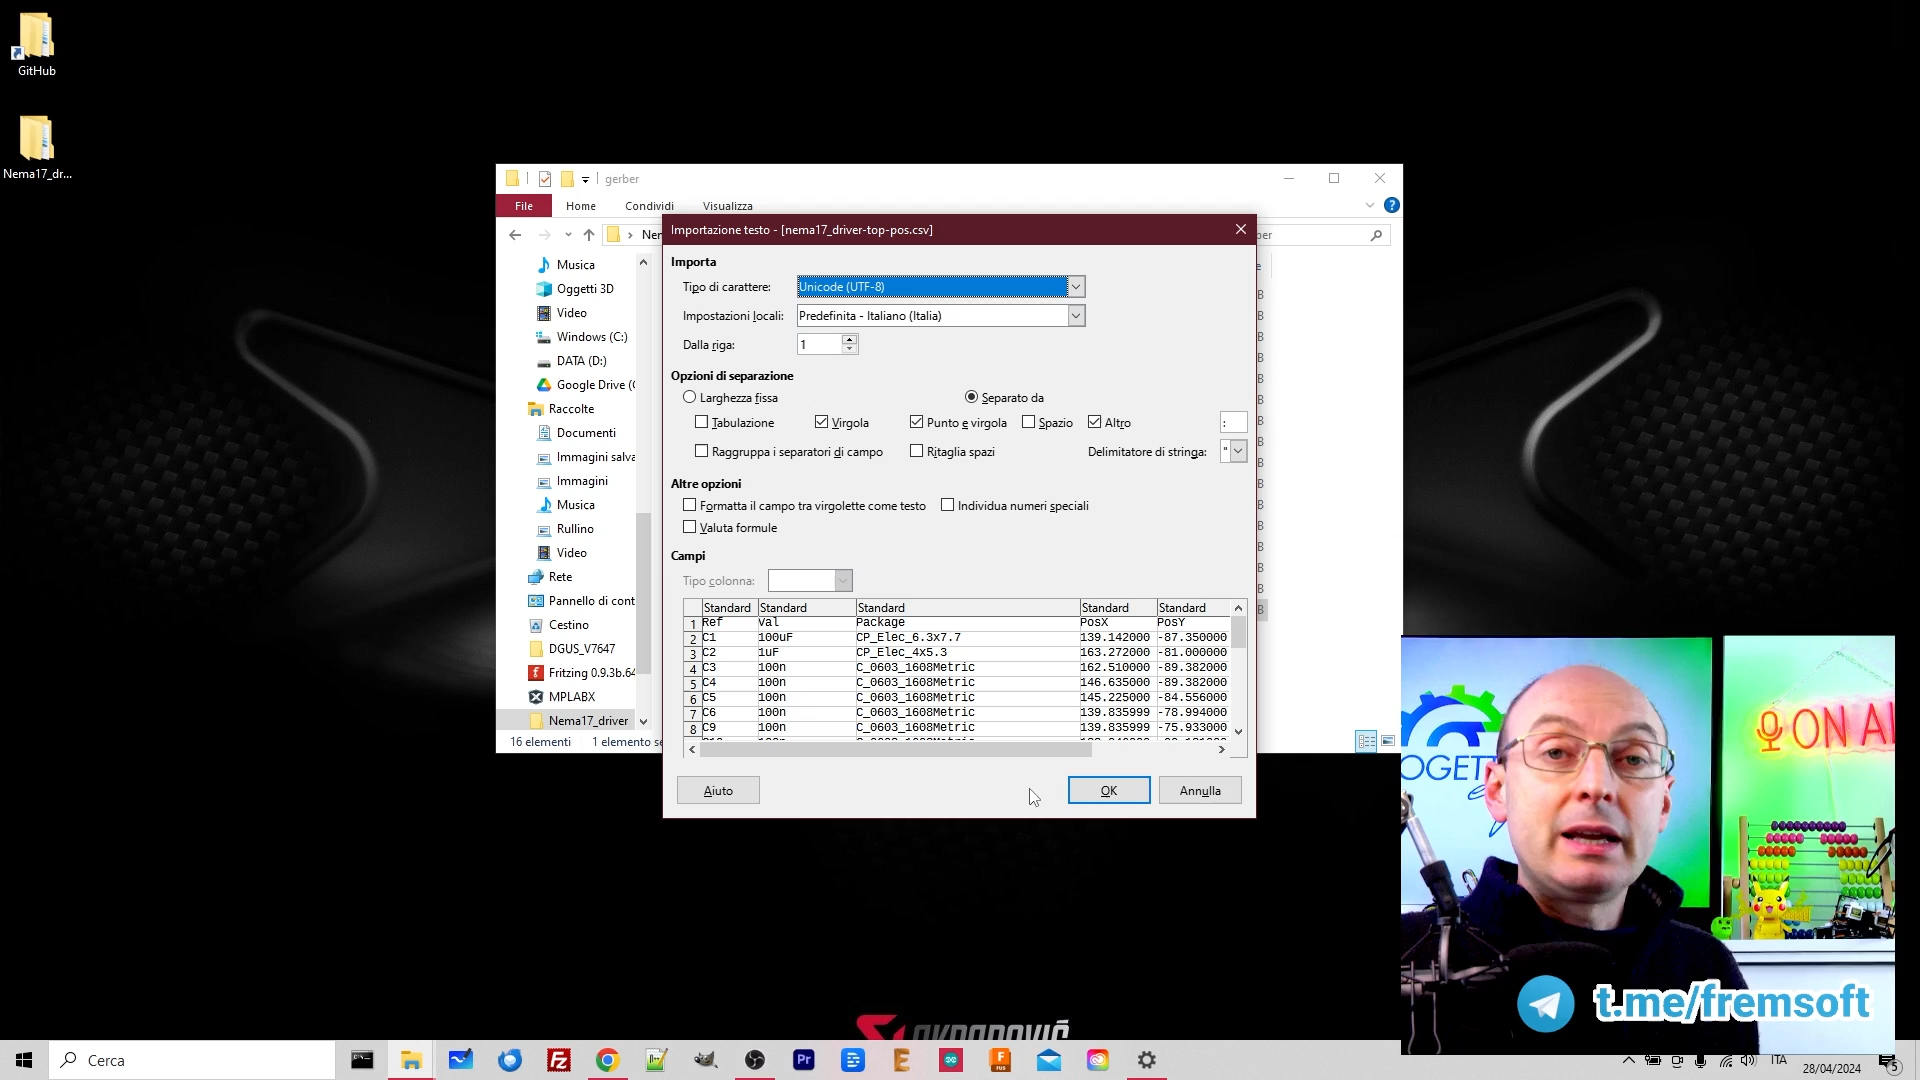 GitHub
Nema17_dr...
gerber
File
Home
Condividi
Visualizza
?
Importazione testo - [nema17_driver-top-pos.csv]
Importa
Tipo di carattere:
Unicode (UTF-8)
Impostazioni locali:
Predefinita - Italiano (Italia)
Dalla riga:
1
Opzioni di separazione
Larghezza fissa
Separato da
Tabulazione
Virgola
Punto e virgola
Spazio
Altro
:
Raggruppa i separatori di campo
Ritaglia spazi
Delimitatore di stringa:
"
Altre opzioni
Formatta il campo tra virgolette come testo
Individua numeri speciali
Valuta formule
Campi
Tipo colonna:
Standard Standard Standard Standard Standard
1 Ref Val Package PosX PosY
2 C1 100uF CP_Elec_6.3x7.7 139.142000 -87.350000
3 C2 1uF CP_Elec_4x5.3 163.272000 -81.000000
4 C3 100n C_0603_1608Metric 162.510000 -89.382000
5 C4 100n C_0603_1608Metric 146.635000 -89.382000
6 C5 100n C_0603_1608Metric 145.225000 -84.556000
7 C6 100n C_0603_1608Metric 139.835999 -78.994000
8 C9 100n C_0603_1608Metric 139.835999 -75.933000
Aiuto
OK
Annulla
Musica
Oggetti 3D
Video
Windows (C:)
DATA (D:)
Google Drive (
Raccolte
Documenti
Immagini salva
Immagini
Musica
Rullino
Video
Rete
Pannello di cont
Cestino
DGUS_V7647
Fritzing 0.9.3b.64
MPLABX
Nema17_driver
16 elementi
1 elemento se
OGETT
ON AI
t.me/fremsoft
Cerca
Pr
ITA
28/04/2024
5